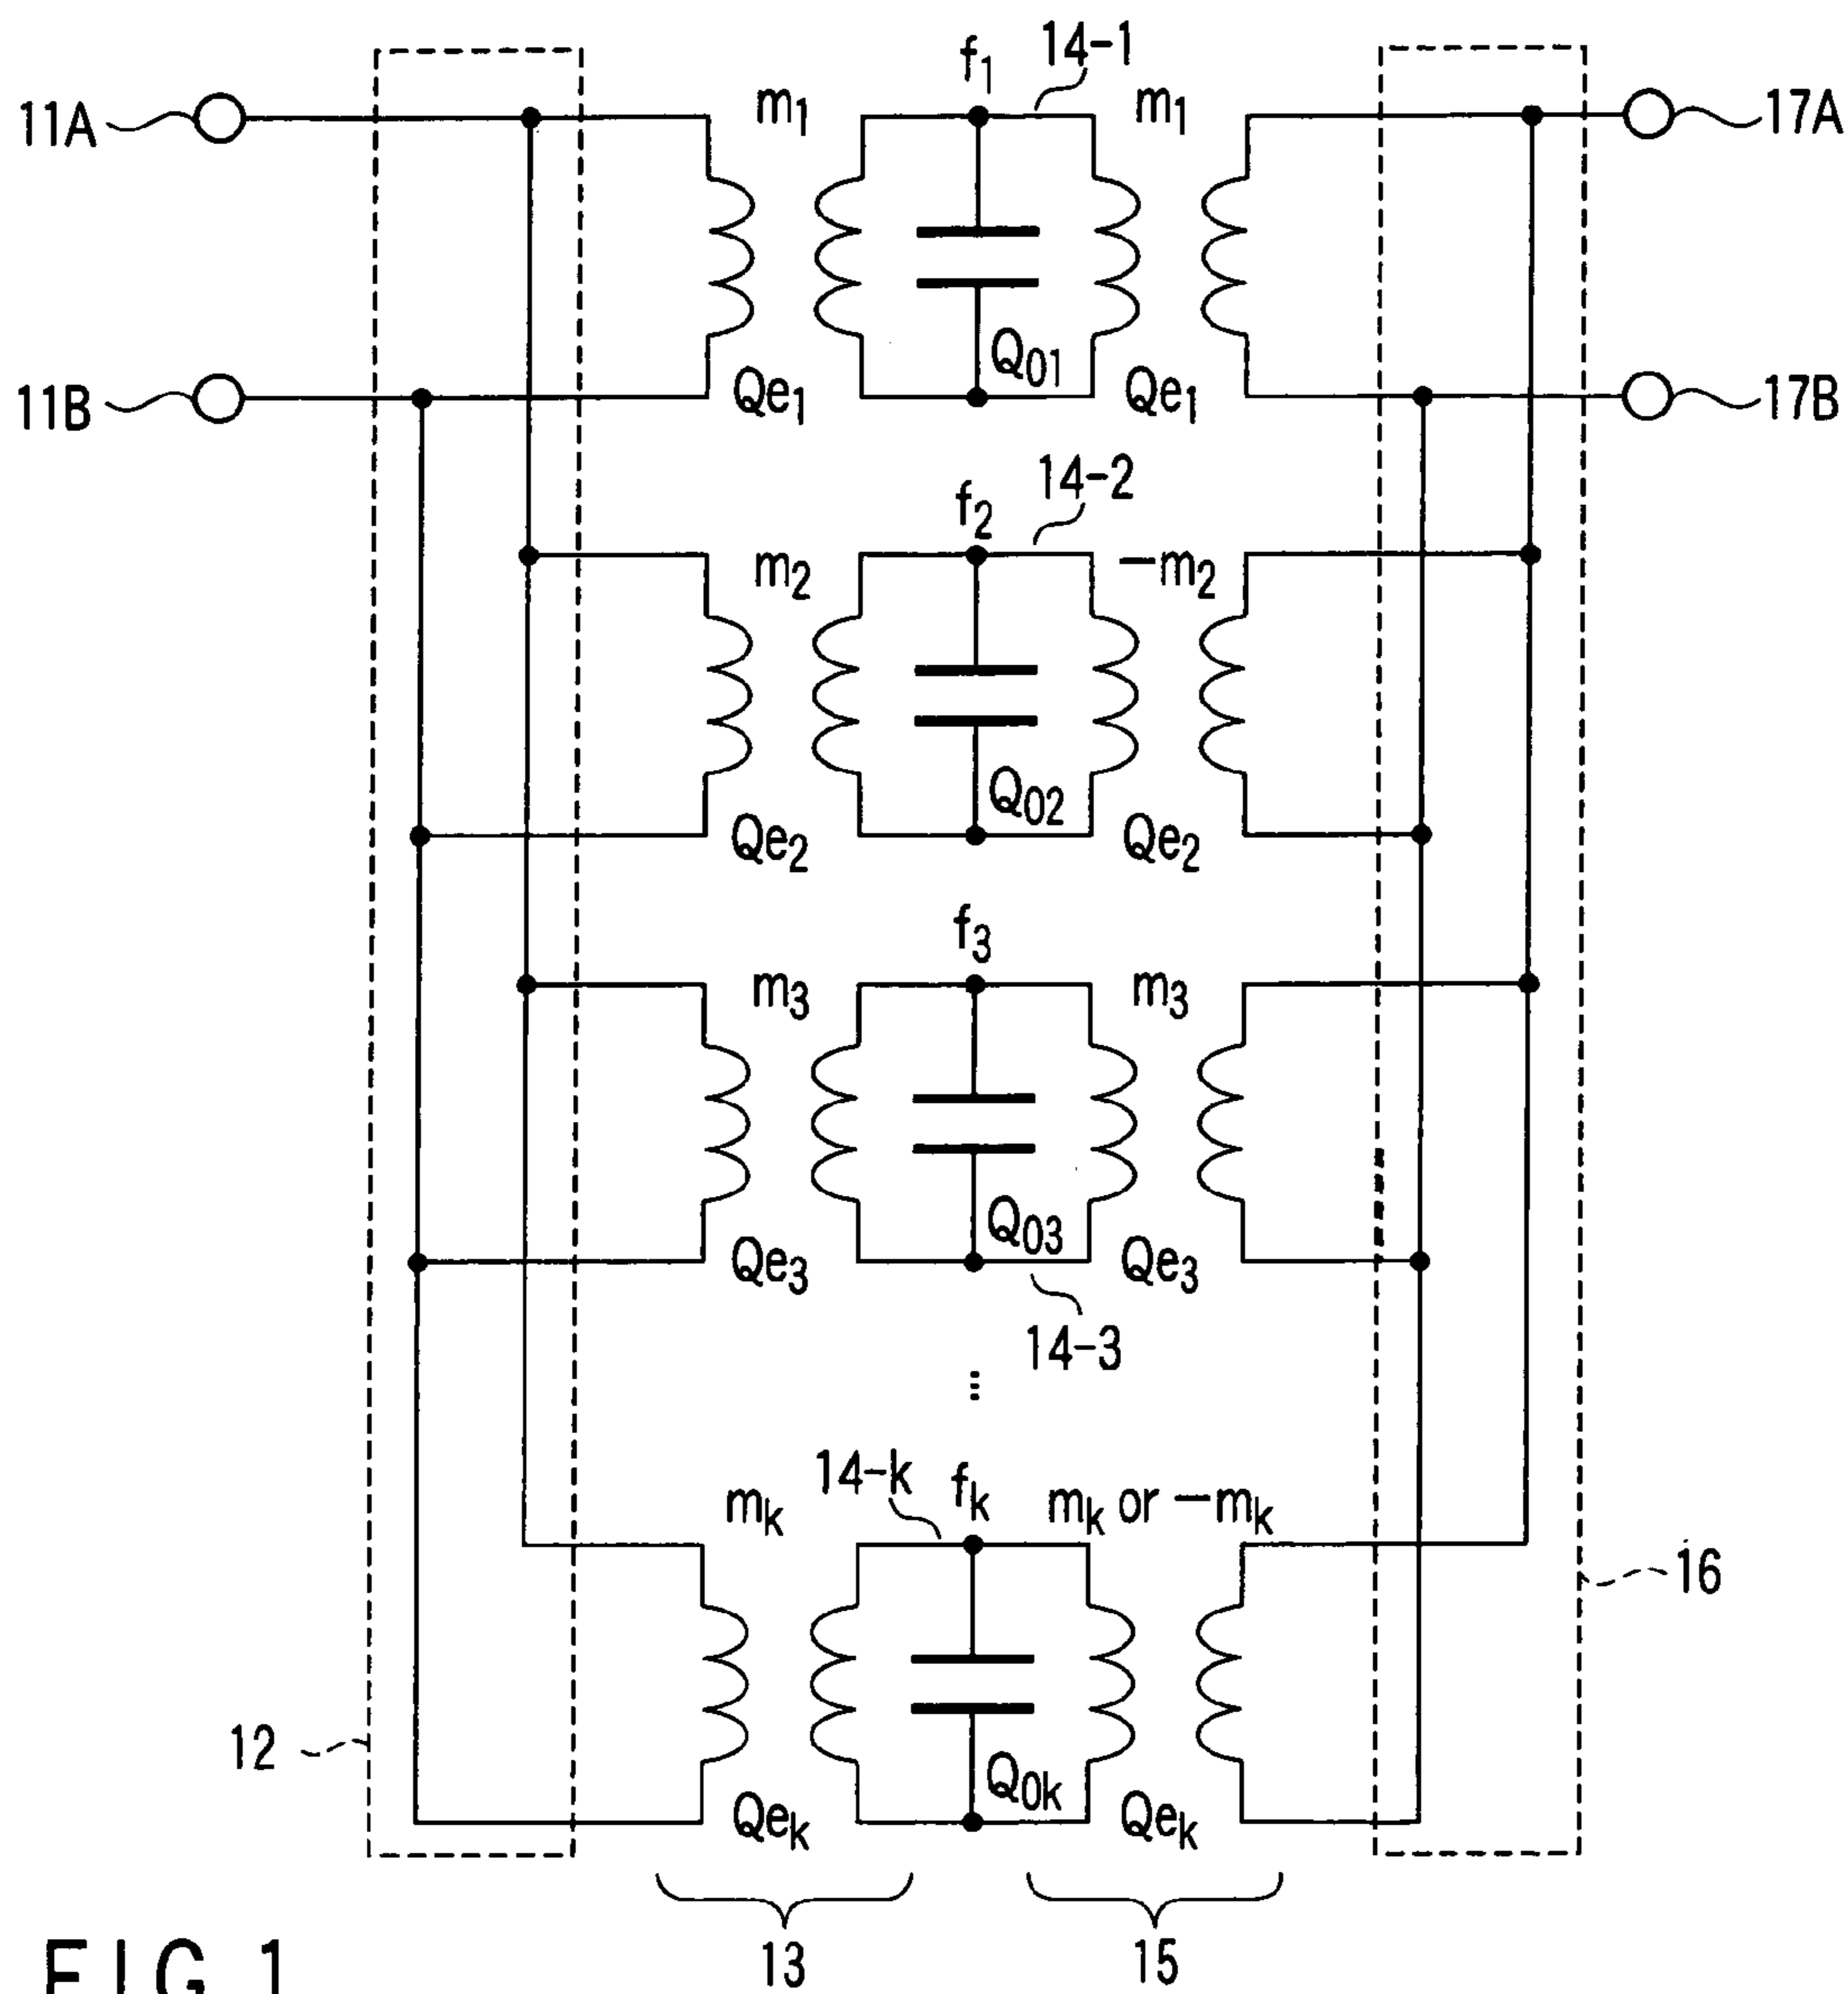 f1 14-1
11A m1 m1 17A
11B Qe1 Q01 Qe1 17B
f2 14-2
m2 -m2
Qe2 Q02 Qe2
f3
m3 m3
Qe3 Q03 Qe3
14-3
...
14-k fk
mk mk or -mk
16
12
Qek Q0k Qek
13 15
FIG. 1